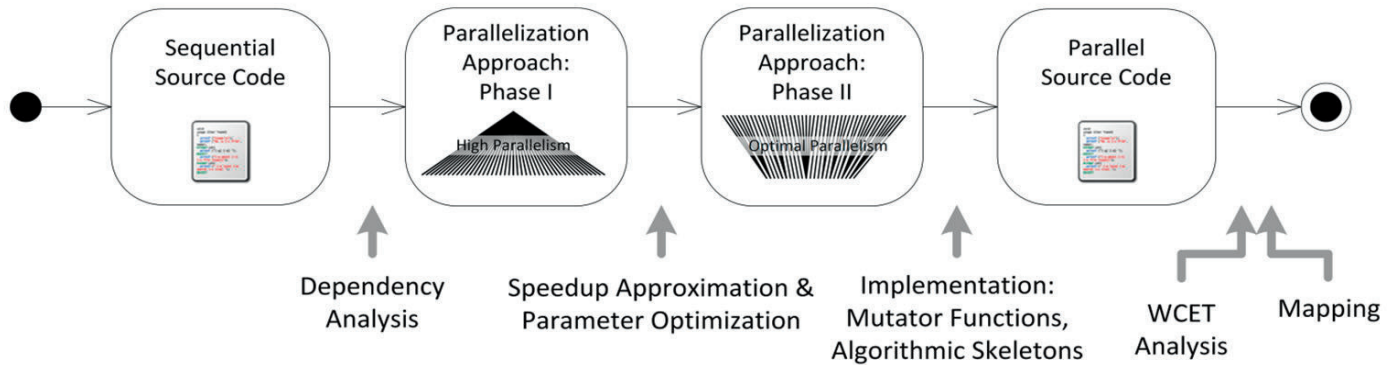 Sequential
Source Code
Parallelization
Approach:
Phase I
High Parallelism
Parallelization
Approach:
Phase II
Optimal Parallelism
Parallel
Source Code
Dependency
Analysis
Speedup Approximation &
Parameter Optimization
Implementation:
Mutator Functions,
Algorithmic Skeletons
WCET
Analysis
Mapping